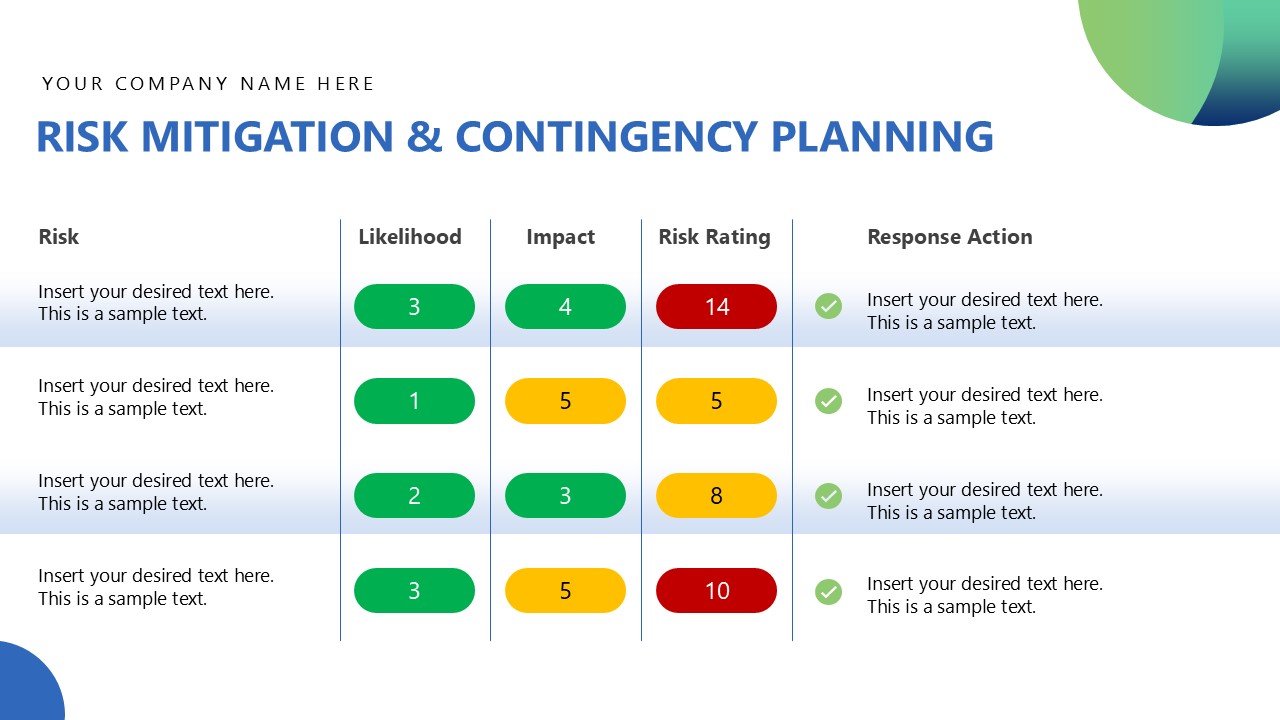 YOUR COMPANY NAME HERE
RISK MITIGATION & CONTINGENCY PLANNING
Risk Likelihood Impact Risk Rating Response Action
Insert your desired text here.
This is a sample text.
3 4 14
Insert your desired text here.
This is a sample text.
Insert your desired text here.
This is a sample text.
1 5 5
Insert your desired text here.
This is a sample text.
Insert your desired text here.
This is a sample text.
2 3 8
Insert your desired text here.
This is a sample text.
Insert your desired text here.
This is a sample text.
3 5 10
Insert your desired text here.
This is a sample text.